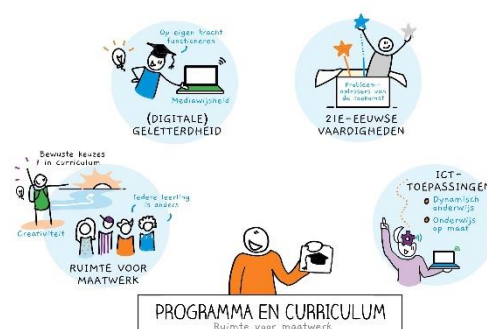 Op eigen kracht
functioneren
Mediawijsheid
(DIGITALE)
GELETTERDHEID
Probleem-
oplossers van
de toekomst
21E-EEUWSE
VAARDIGHEDEN
Bewuste keuzes
in curriculum
Creativiteit
Iedere leerling
is anders
RUIMTE VOOR
MAATWERK
ICT-
TOEPASSINGEN
Dynamisch
onderwijs
Onderwijs
op maat
PROGRAMMA EN CURRICULUM
Ruimte voor maatwerk